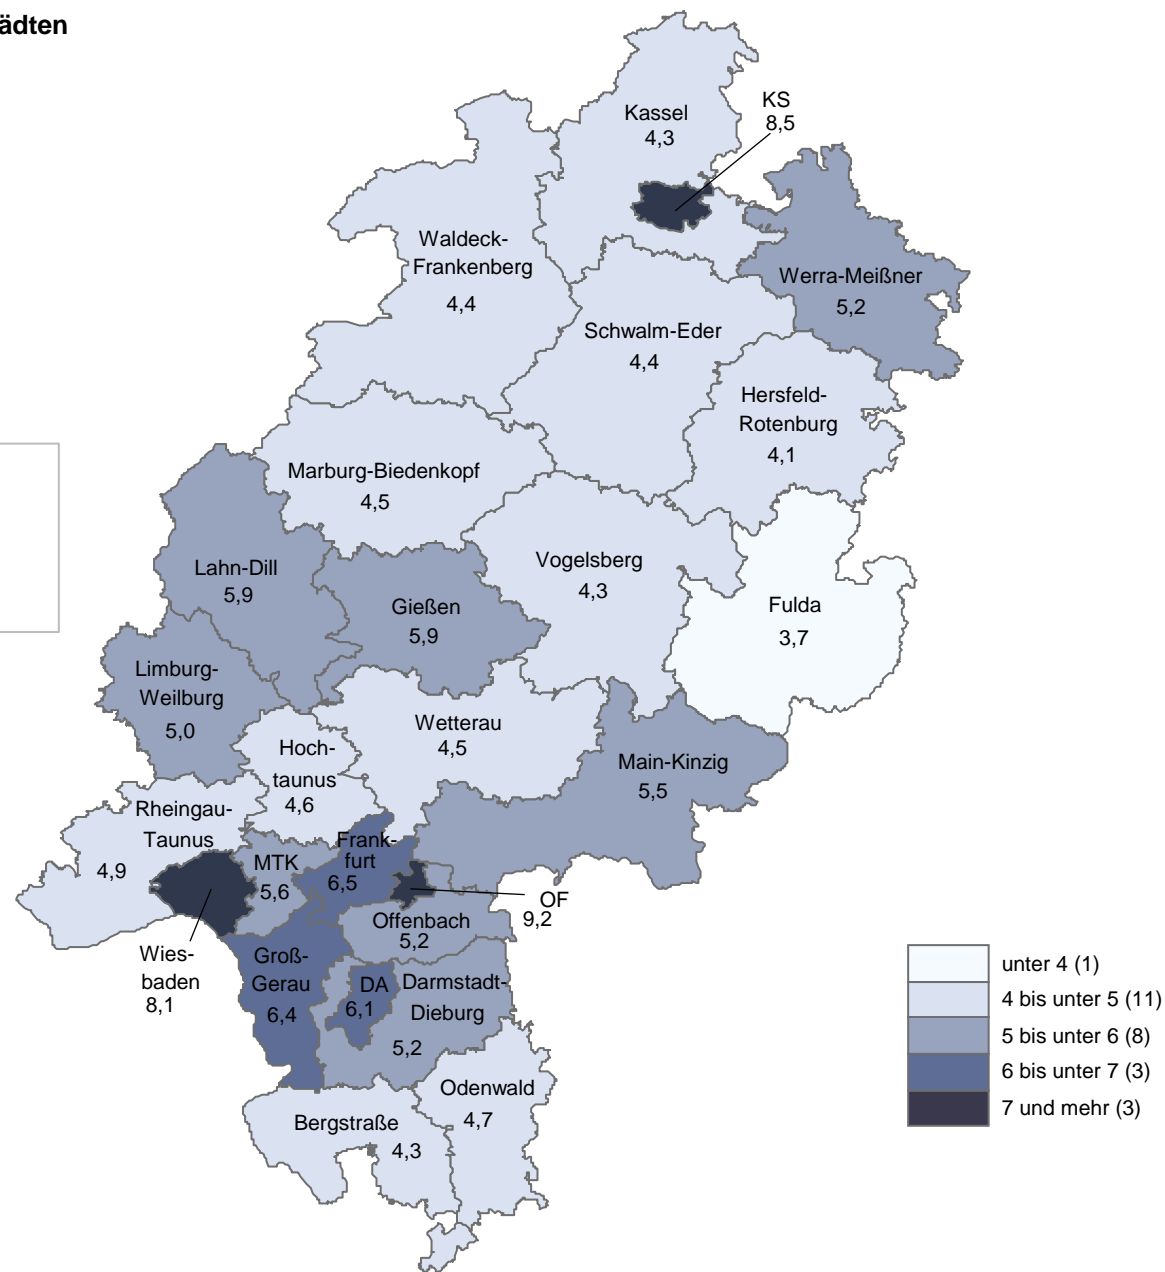 ädten
Kassel
4,3
KS
8,5
Waldeck-
Frankenberg
4,4
Werra-Meißner
5,2
Schwalm-Eder
4,4
Hersfeld-
Rotenburg
4,1
Marburg-Biedenkopf
4,5
Lahn-Dill
5,9
Gießen
5,9
Vogelsberg
4,3
Fulda
3,7
Limburg-
Weilburg
5,0
Wetterau
4,5
Hoch-
taunus
4,6
Main-Kinzig
5,5
Rheingau-
Taunus
4,9
MTK
5,6
Frank-
furt
6,5
OF
9,2
Offenbach
5,2
Wies-
baden
8,1
Groß-
Gerau
6,4
DA
6,1
Darmstadt-
Dieburg
5,2
Odenwald
4,7
Bergstraße
4,3
unter 4 (1)
4 bis unter 5 (11)
5 bis unter 6 (8)
6 bis unter 7 (3)
7 und mehr (3)